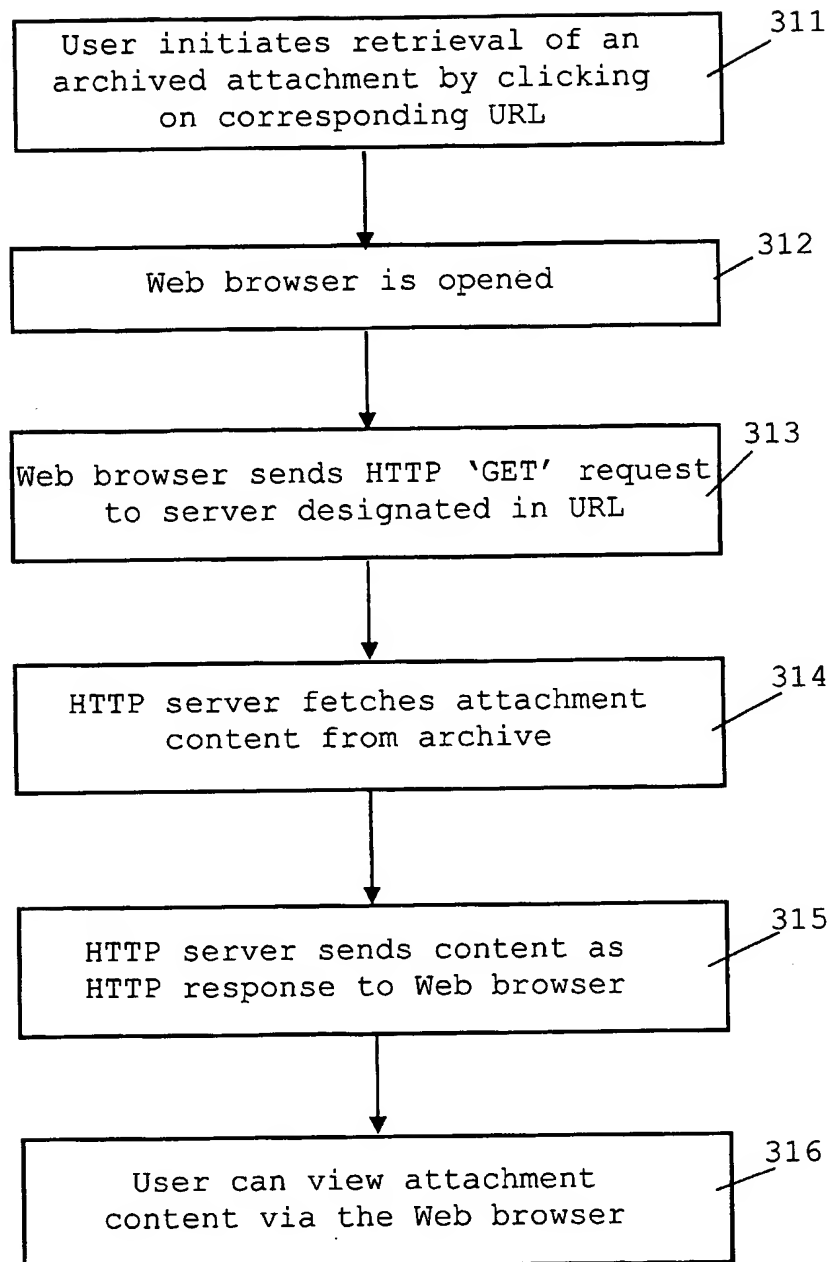 311
User initiates retrieval of an
archived attachment by clicking
on corresponding URL
312
Web browser is opened
313
Web browser sends HTTP ‘GET’ request
to server designated in URL
314
HTTP server fetches attachment
content from archive
315
HTTP server sends content as
HTTP response to Web browser
316
User can view attachment
content via the Web browser